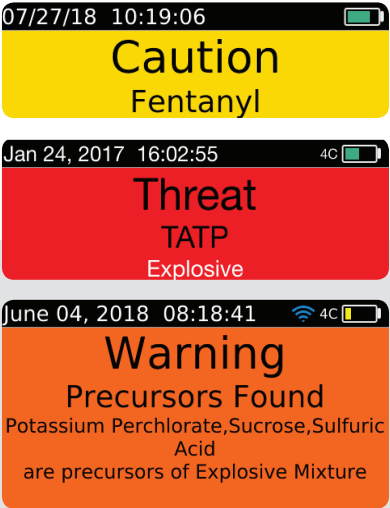 07/27/18 10:19:06
Caution
Fentanyl
Jan 24, 2017 16:02:55 4C
Threat
TATP
Explosive
June 04, 2018 08:18:41 4C
Warning
Precursors Found
Potassium Perchlorate,Sucrose,Sulfuric
Acid
are precursors of Explosive Mixture